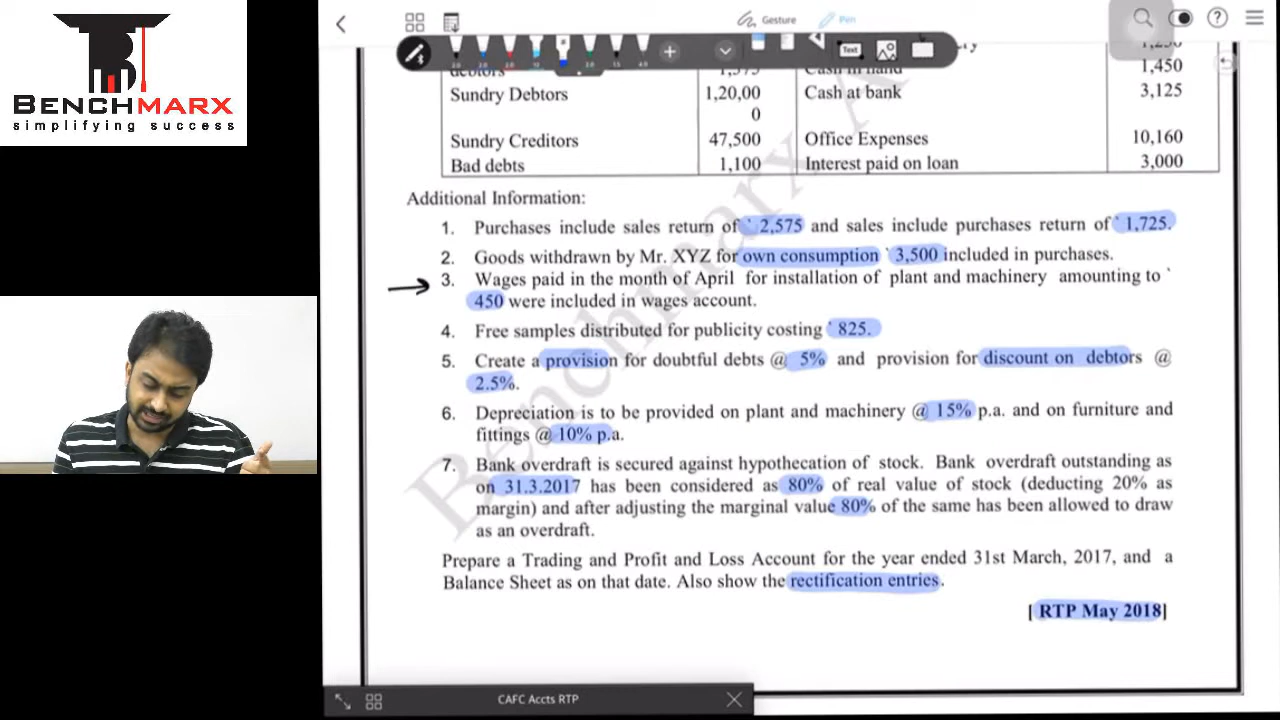 BENCHMARX
simplifying success
Gesture
Pen
Text
debtors 1,575 Cash in hand 1,450
Sundry Debtors 1,20,00 Cash at bank 3,125
0
Sundry Creditors 47,500 Office Expenses 10,160
Bad debts 1,100 Interest paid on loan 3,000
Additional Information:
1. Purchases include sales return of ` 2,575 and sales include purchases return of ` 1,725.
2. Goods withdrawn by Mr. XYZ for own consumption ` 3,500 included in purchases.
3. Wages paid in the month of April for installation of plant and machinery amounting to `
450 were included in wages account.
4. Free samples distributed for publicity costing ` 825.
5. Create a provision for doubtful debts @ 5% and provision for discount on debtors @
2.5%.
6. Depreciation is to be provided on plant and machinery @ 15% p.a. and on furniture and
fittings @ 10% p.a.
7. Bank overdraft is secured against hypothecation of stock. Bank overdraft outstanding as
on 31.3.2017 has been considered as 80% of real value of stock (deducting 20% as
margin) and after adjusting the marginal value 80% of the same has been allowed to draw
as an overdraft.
Prepare a Trading and Profit and Loss Account for the year ended 31st March, 2017, and a
Balance Sheet as on that date. Also show the rectification entries.
[ RTP May 2018]
Benchmarx A
CAFC Accts RTP